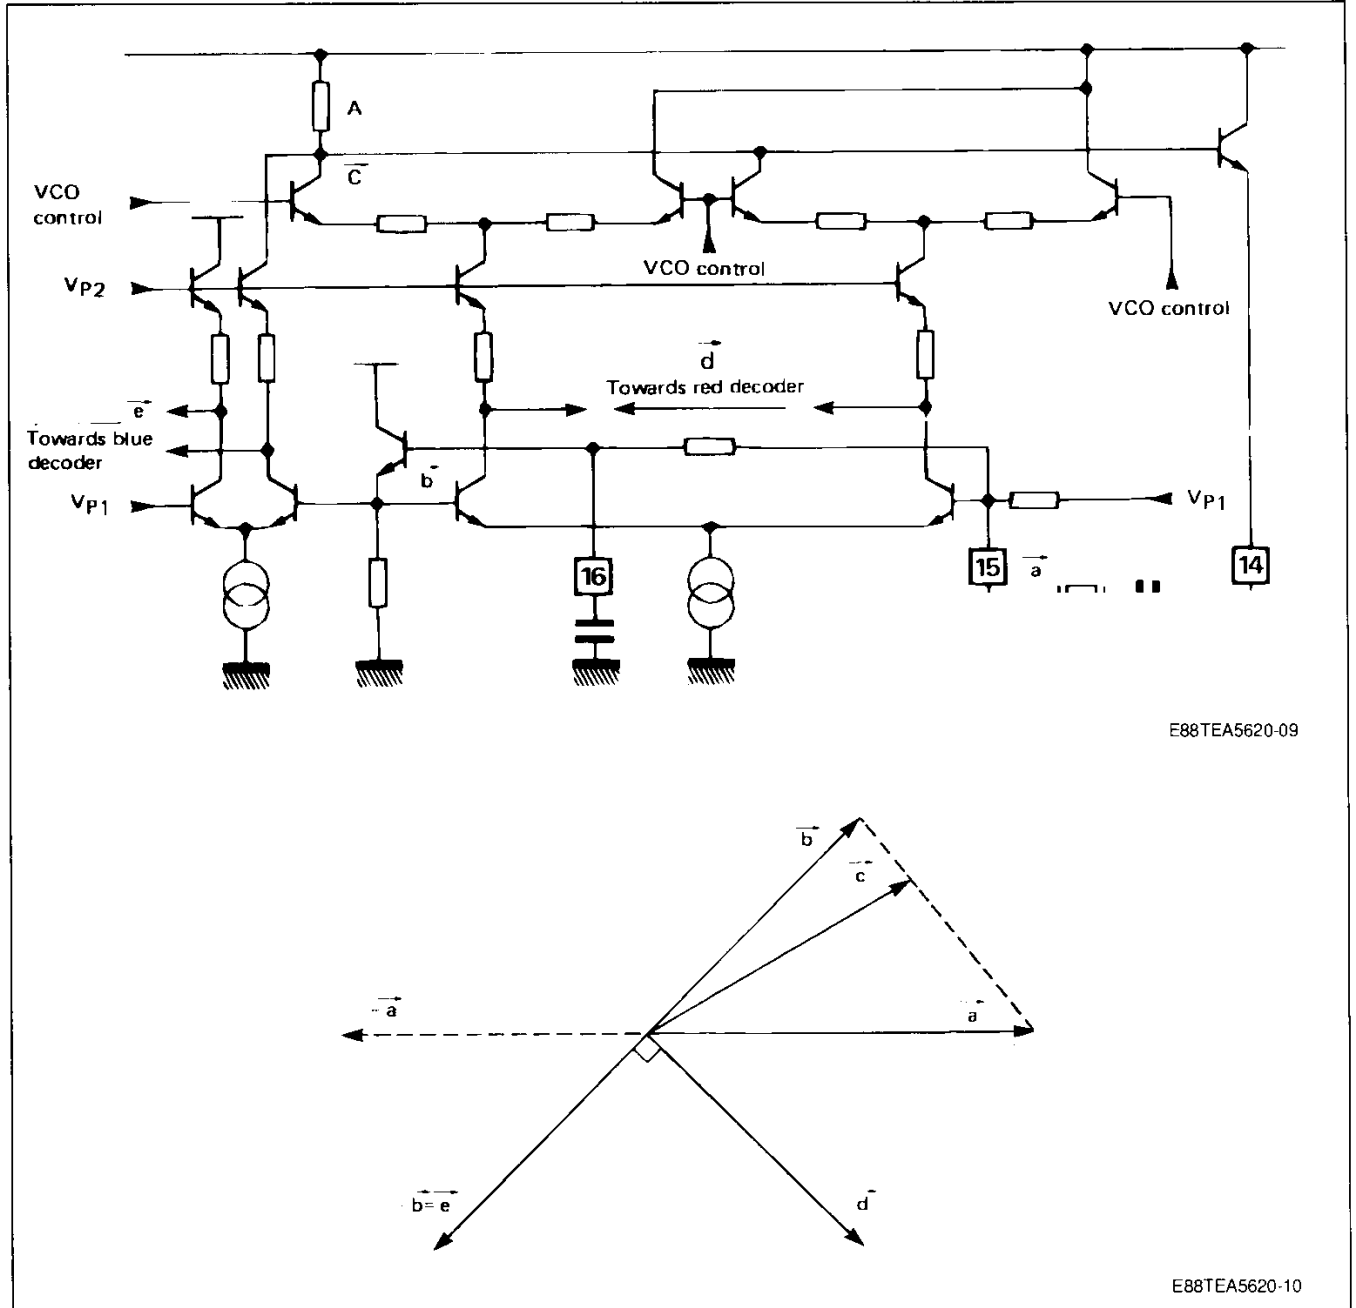 A
C
VCO
control
VCO control
VCO control
VP2
d
Towards red decoder
e
Towards blue
decoder
b
VP1
VP1
16
15
a
14
E88TEA5620-09
b
c
-a
a
-b=e
d
E88TEA5620-10